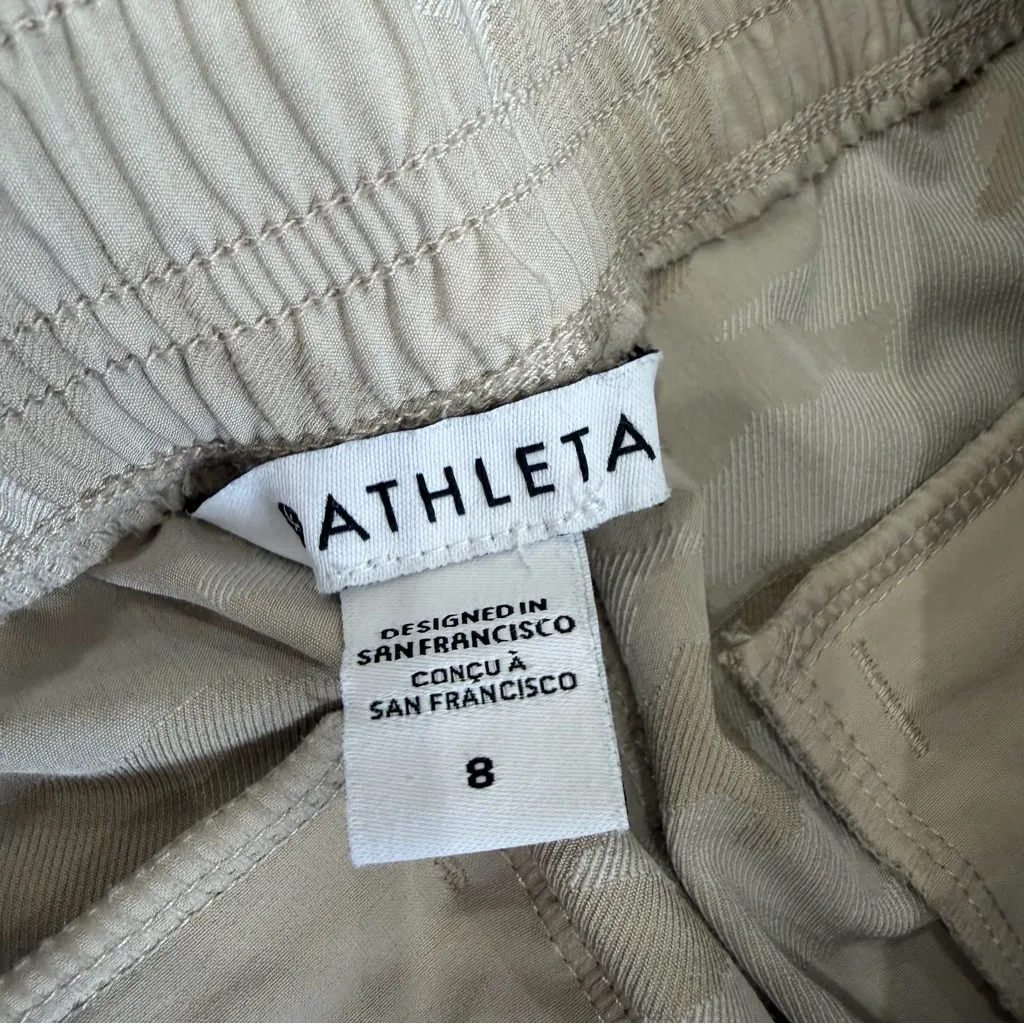 ATHLETA
DESIGNED IN
SAN FRANCISCO
CONÇU À
SAN FRANCISCO
8